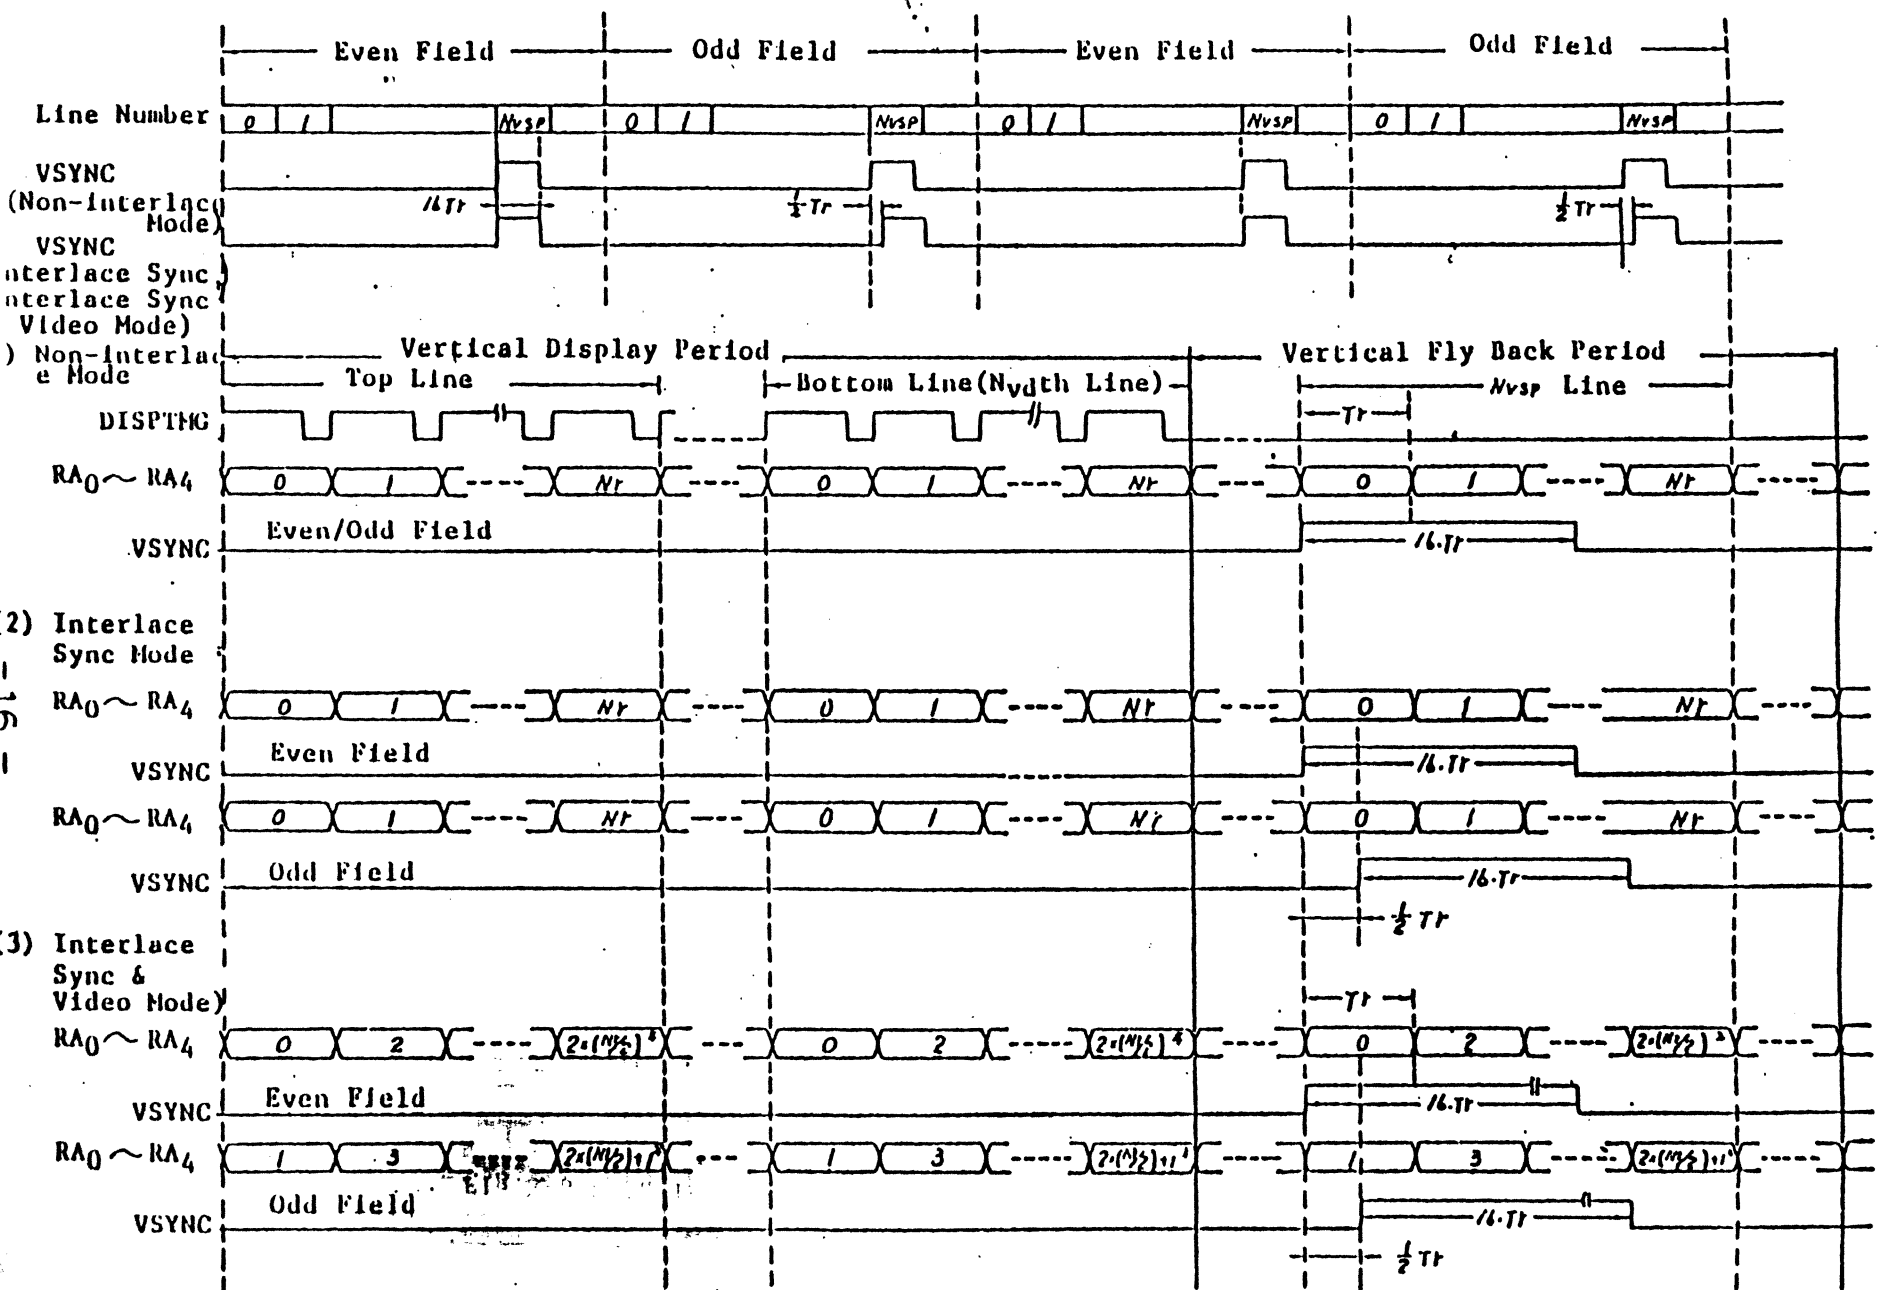 Even Field Odd Field Even Field Odd Field
Line Number 0 1 Nvsp 0 1 Nvsp 0 1 Nvsp 0 1 Nvsp
VSYNC
(Non-interlac
Mode)
16Tr ½Tr ½Tr
VSYNC
nterlace Sync)
nterlace Sync
Video Mode)
) Non-interlac
e Mode
Vertical Display Period Vertical Fly Back Period
Top Line Bottom Line(Nvdth Line) Nvsp Line
DISPTMG Tr
RA0~RA4 0 1 Nr 0 1 Nr 0 1 Nr
Even/Odd Field
VSYNC 16.Tr
(2) Interlace
Sync Mode
RA0~RA4 0 1 Nr 0 1 Nr 0 1 Nr
Even Field
VSYNC 16.Tr
RA0~RA4 0 1 Nr 0 1 Nr 0 1 Nr
Odd Field
VSYNC 16.Tr
½ Tr
(3) Interlace
Sync &
Video Mode)
Tr
RA0~RA4 0 2 0 2 0 2
Even Field
VSYNC 16.Tr
RA0~RA4 1 3 1 3 1 3
Odd Field
VSYNC 16.Tr
½ Tr
- 16 -